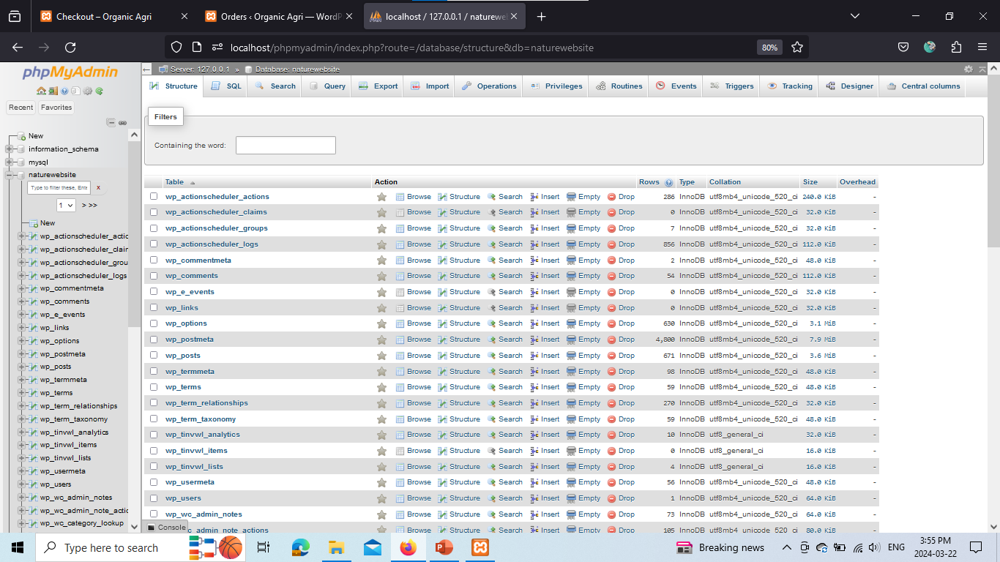 Checkout – Organic Agri
Orders ‹ Organic Agri — WordP
localhost / 127.0.0.1 / naturewe
localhost/phpmyadmin/index.php?route=/database/structure&db=naturewebsite
80%
phpMyAdmin
Recent Favorites
New
information_schema
mysql
naturewebsite
Type to filter these, Ente X
1 > >>
New
wp_actionscheduler_actio
wp_actionscheduler_clair
wp_actionscheduler_grou
wp_actionscheduler_logs
wp_commentmeta
wp_comments
wp_e_events
wp_links
wp_options
wp_postmeta
wp_posts
wp_termmeta
wp_terms
wp_term_relationships
wp_term_taxonomy
wp_tinvwl_analytics
wp_tinvwl_items
wp_tinvwl_lists
wp_usermeta
wp_users
wp_wc_admin_notes
wp_wc_admin_note_actic
wp_wc_category_lookup
Server: 127.0.0.1 » Database: naturewebsite
Structure SQL Search Query Export Import Operations Privileges Routines Events Triggers Tracking Designer Central columns
Filters
Containing the word:
Table Action Rows Type Collation Size Overhead
wp_actionscheduler_actions Browse Structure Search Insert Empty Drop 286 InnoDB utf8mb4_unicode_520_ci 240.0 KiB -
wp_actionscheduler_claims Browse Structure Search Insert Empty Drop 0 InnoDB utf8mb4_unicode_520_ci 32.0 KiB -
wp_actionscheduler_groups Browse Structure Search Insert Empty Drop 7 InnoDB utf8mb4_unicode_520_ci 32.0 KiB -
wp_actionscheduler_logs Browse Structure Search Insert Empty Drop 856 InnoDB utf8mb4_unicode_520_ci 112.0 KiB -
wp_commentmeta Browse Structure Search Insert Empty Drop 2 InnoDB utf8mb4_unicode_520_ci 48.0 KiB -
wp_comments Browse Structure Search Insert Empty Drop 54 InnoDB utf8mb4_unicode_520_ci 112.0 KiB -
wp_e_events Browse Structure Search Insert Empty Drop 0 InnoDB utf8mb4_unicode_520_ci 32.0 KiB -
wp_links Browse Structure Search Insert Empty Drop 0 InnoDB utf8mb4_unicode_520_ci 32.0 KiB -
wp_options Browse Structure Search Insert Empty Drop 630 InnoDB utf8mb4_unicode_520_ci 3.1 MiB -
wp_postmeta Browse Structure Search Insert Empty Drop 4,800 InnoDB utf8mb4_unicode_520_ci 7.9 MiB -
wp_posts Browse Structure Search Insert Empty Drop 671 InnoDB utf8mb4_unicode_520_ci 3.6 MiB -
wp_termmeta Browse Structure Search Insert Empty Drop 98 InnoDB utf8mb4_unicode_520_ci 48.0 KiB -
wp_terms Browse Structure Search Insert Empty Drop 59 InnoDB utf8mb4_unicode_520_ci 48.0 KiB -
wp_term_relationships Browse Structure Search Insert Empty Drop 270 InnoDB utf8mb4_unicode_520_ci 32.0 KiB -
wp_term_taxonomy Browse Structure Search Insert Empty Drop 59 InnoDB utf8mb4_unicode_520_ci 48.0 KiB -
wp_tinvwl_analytics Browse Structure Search Insert Empty Drop 10 InnoDB utf8_general_ci 32.0 KiB -
wp_tinvwl_items Browse Structure Search Insert Empty Drop 0 InnoDB utf8_general_ci 16.0 KiB -
wp_tinvwl_lists Browse Structure Search Insert Empty Drop 4 InnoDB utf8_general_ci 16.0 KiB -
wp_usermeta Browse Structure Search Insert Empty Drop 56 InnoDB utf8mb4_unicode_520_ci 48.0 KiB -
wp_users Browse Structure Search Insert Empty Drop 1 InnoDB utf8mb4_unicode_520_ci 64.0 KiB -
wp_wc_admin_notes Browse Structure Search Insert Empty Drop 73 InnoDB utf8mb4_unicode_520_ci 64.0 KiB -
c_admin_note_actions Browse Structure Search Insert Empty Drop 105 InnoDB utf8mb4_unicode_520_ci 80.0 KiB -
Console
Type here to search
Breaking news
ENG
3:55 PM
2024-03-22